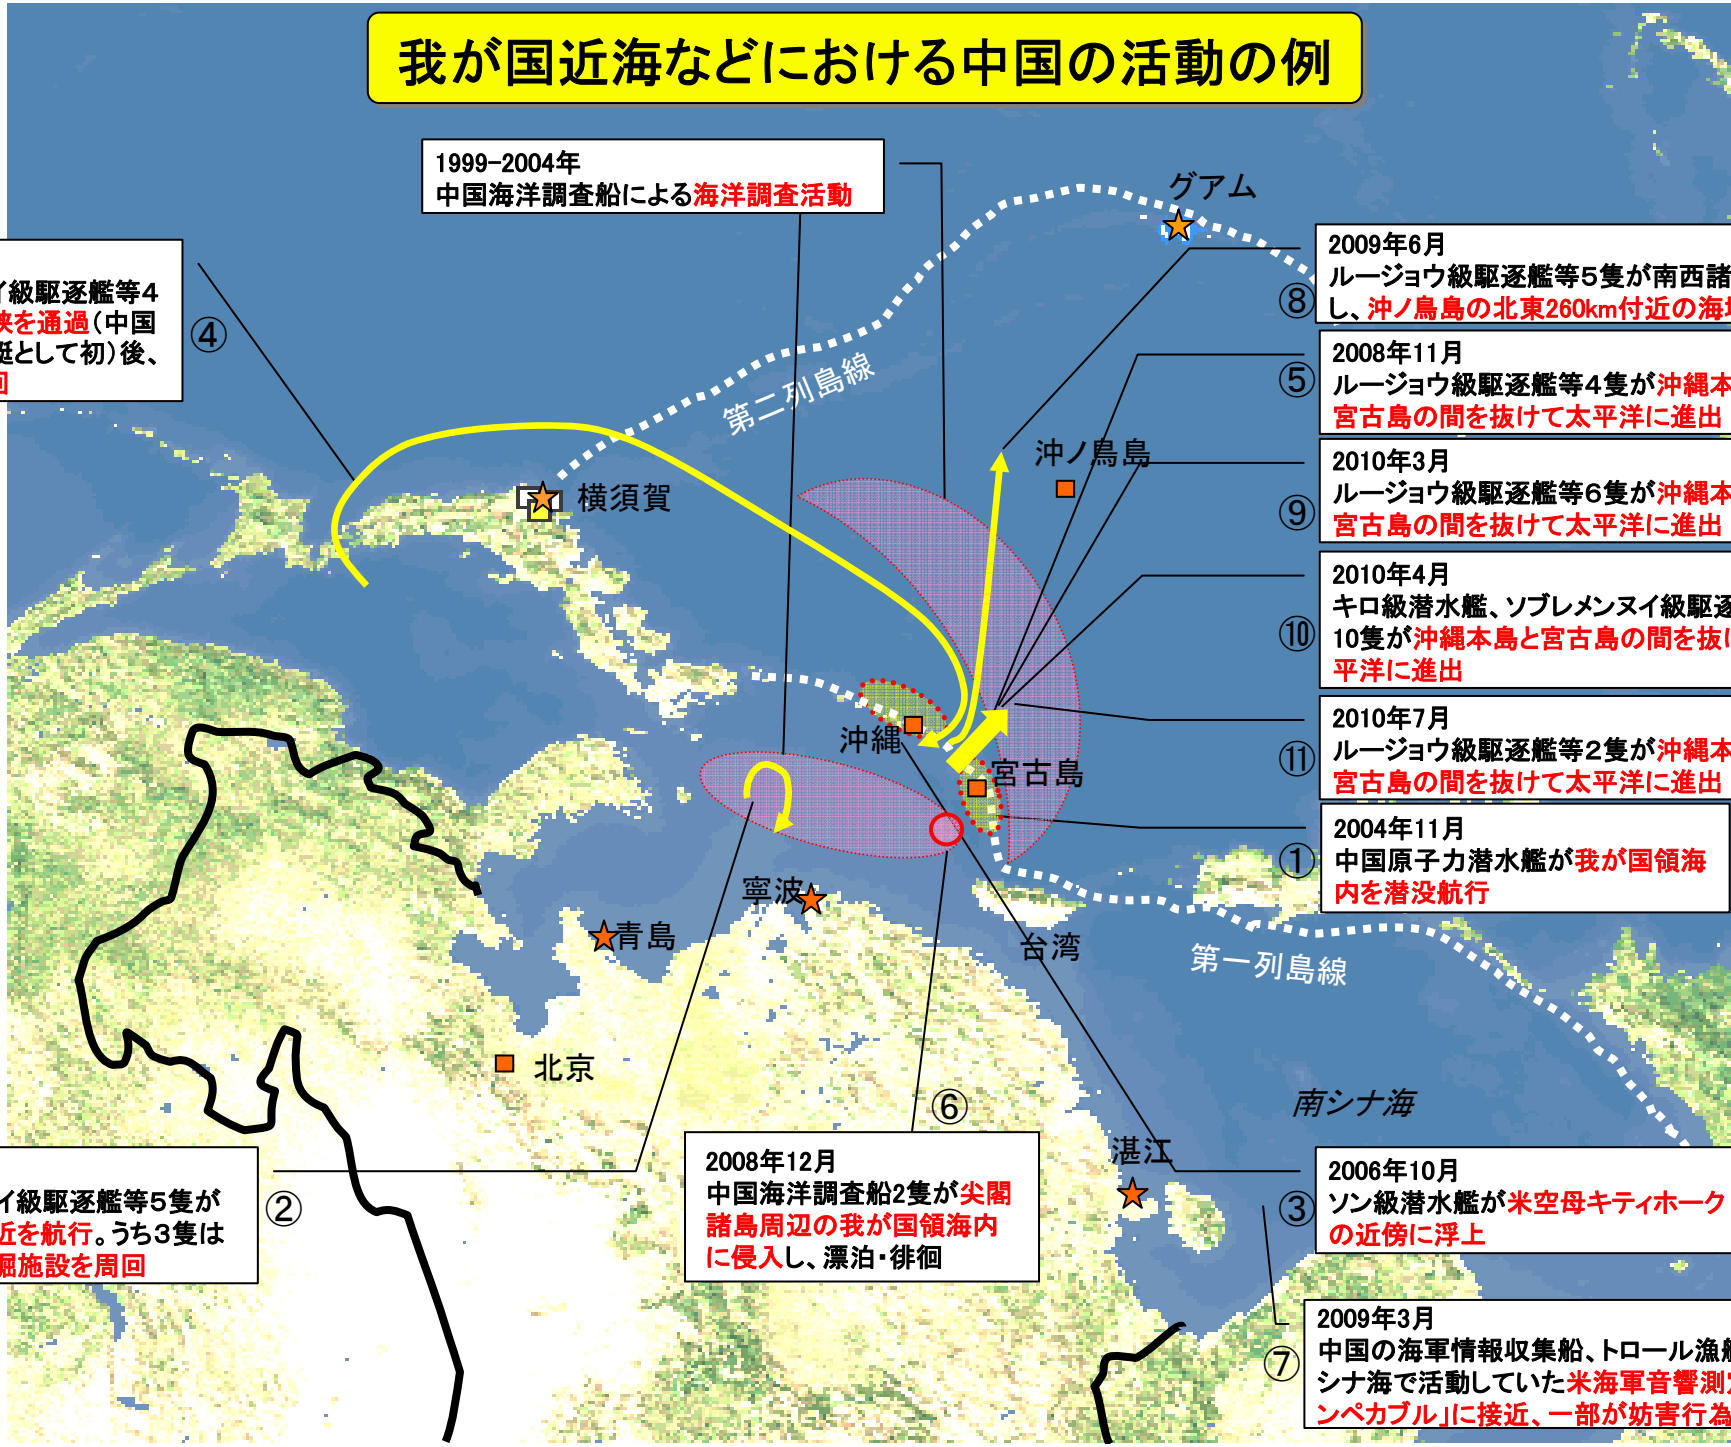 我が国近海などにおける中国の活動の例
1999-2004年
中国海洋調査船による海洋調査活動
グアム
イ級駆逐艦等4
峡を通過(中国
艇として初)後、
回
④
⑧
2009年6月
ルージョウ級駆逐艦等5隻が南西諸
し、沖ノ鳥島の北東260km付近の海域
⑤
2008年11月
ルージョウ級駆逐艦等4隻が沖縄本
宮古島の間を抜けて太平洋に進出
第二列島線
沖ノ鳥島
横須賀
⑨
2010年3月
ルージョウ級駆逐艦等6隻が沖縄本
宮古島の間を抜けて太平洋に進出
⑩
2010年4月
キロ級潜水艦、ソブレメンヌイ級駆逐
10隻が沖縄本島と宮古島の間を抜け
平洋に進出
⑪
2010年7月
ルージョウ級駆逐艦等2隻が沖縄本
宮古島の間を抜けて太平洋に進出
沖縄
宮古島
①
2004年11月
中国原子力潜水艦が我が国領海
内を潜没航行
寧波
青島
台湾
第一列島線
北京
南シナ海
湛江
⑥
2008年12月
中国海洋調査船2隻が尖閣
諸島周辺の我が国領海内
に侵入し、漂泊・徘徊
イ級駆逐艦等5隻が
近を航行。うち3隻は
掘施設を周回
②
③
2006年10月
ソン級潜水艦が米空母キティホーク
の近傍に浮上
⑦
2009年3月
中国の海軍情報収集船、トロール漁船
シナ海で活動していた米海軍音響測定
ンペカブル」に接近、一部が妨害行為